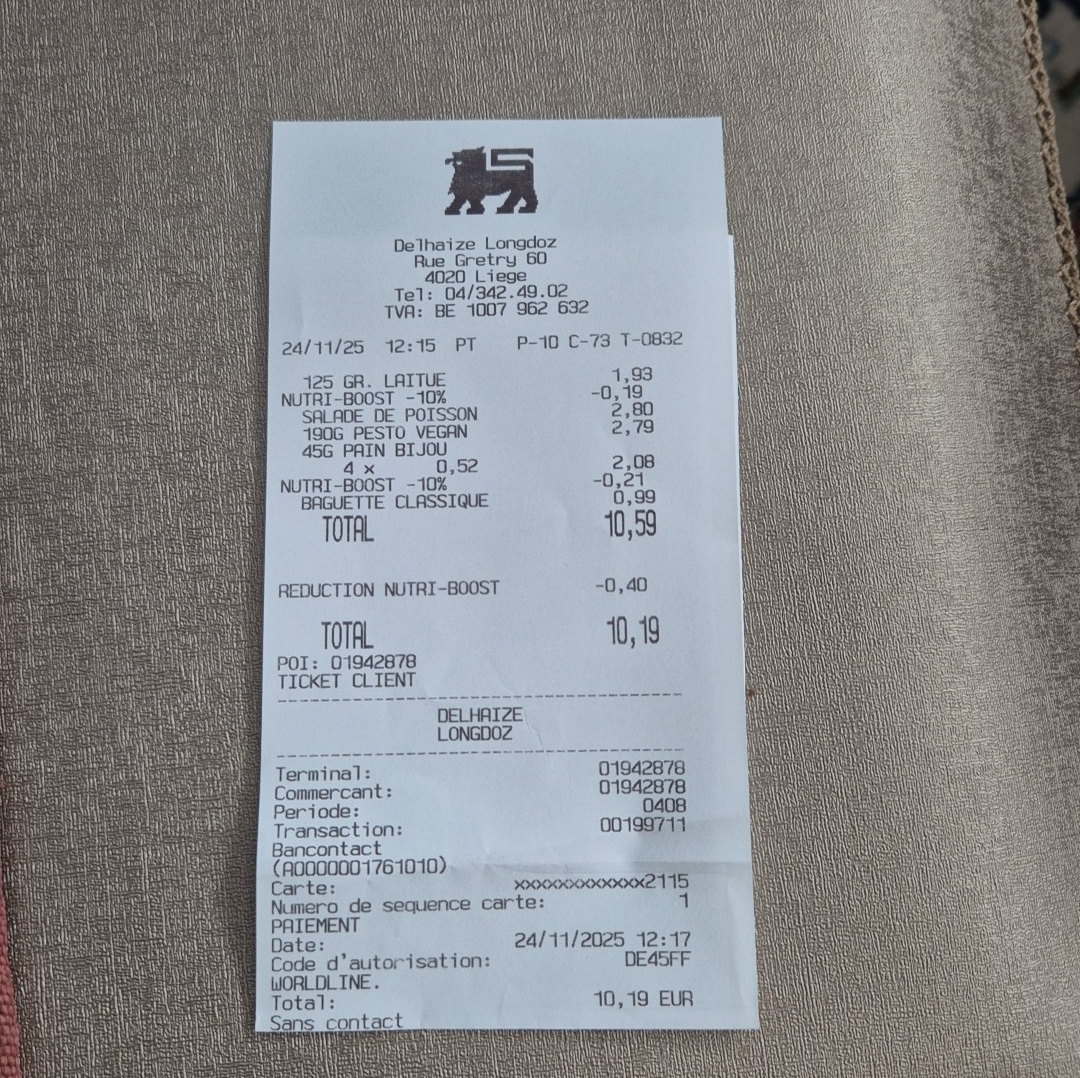 Delhaize Longdoz
Rue Gretry 60
4020 Liege
Tel: 04/342.49.02
TVA: BE 1007 962 632
24/11/25 12:15 PT P-10 C-73 T-0832
125 GR. LAITUE 1,93
NUTRI-BOOST -10% -0,19
SALADE DE POISSON 2,80
190G PESTO VEGAN 2,79
45G PAIN BIJOU
4 x 0,52 2,08
NUTRI-BOOST -10% -0,21
BAGUETTE CLASSIQUE 0,99
TOTAL 10,59
REDUCTION NUTRI-BOOST -0,40
TOTAL 10,19
POI: 01942878
TICKET CLIENT
--------------------------------
DELHAIZE
LONGDOZ
--------------------------------
Terminal: 01942878
Commercant: 01942878
Periode: 0408
Transaction: 00199711
Bancontact
(A0000001761010)
Carte: xxxxxxxxxxxxx2115
Numero de sequence carte: 1
PAIEMENT
Date: 24/11/2025 12:17
Code d'autorisation: DE45FF
WORLDLINE.
Total: 10,19 EUR
Sans contact